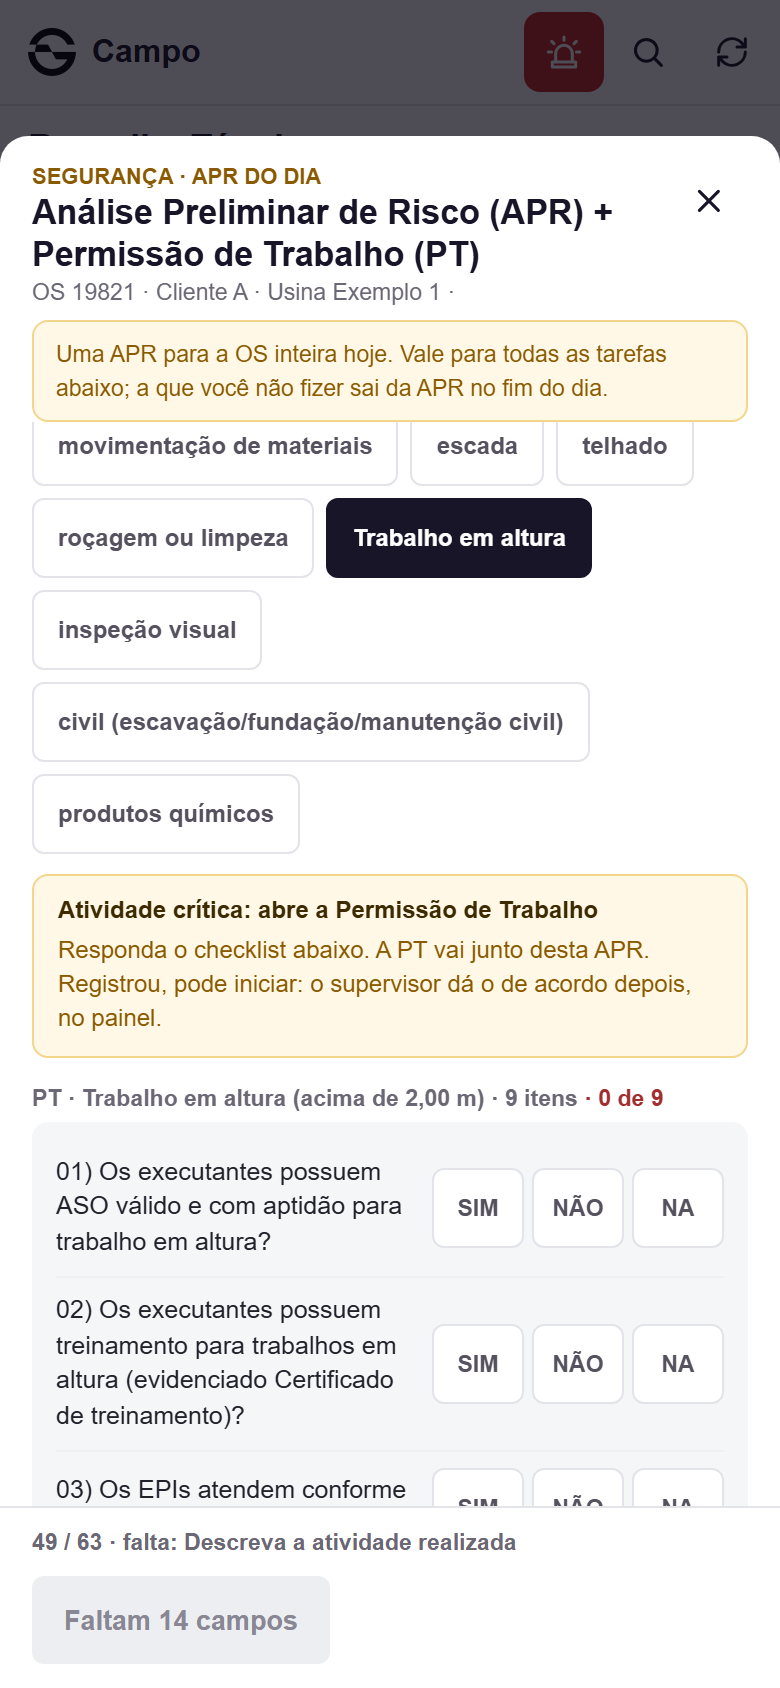 Campo
SEGURANÇA · APR DO DIA
Análise Preliminar de Risco (APR) +
Permissão de Trabalho (PT)
OS 19821 · Cliente A · Usina Exemplo 1 ·
Uma APR para a OS inteira hoje. Vale para todas as tarefas
abaixo; a que você não fizer sai da APR no fim do dia.
movimentação de materiais
escada
telhado
roçagem ou limpeza
Trabalho em altura
inspeção visual
civil (escavação/fundação/manutenção civil)
produtos químicos
Atividade crítica: abre a Permissão de Trabalho
Responda o checklist abaixo. A PT vai junto desta APR.
Registrou, pode iniciar: o supervisor dá o de acordo depois,
no painel.
PT · Trabalho em altura (acima de 2,00 m) · 9 itens · 0 de 9
01) Os executantes possuem
ASO válido e com aptidão para
trabalho em altura?
SIM NÃO NA
02) Os executantes possuem
treinamento para trabalhos em
altura (evidenciado Certificado
de treinamento)?
SIM NÃO NA
03) Os EPIs atendem conforme
SIM NÃO NA
49 / 63 · falta: Descreva a atividade realizada
Faltam 14 campos